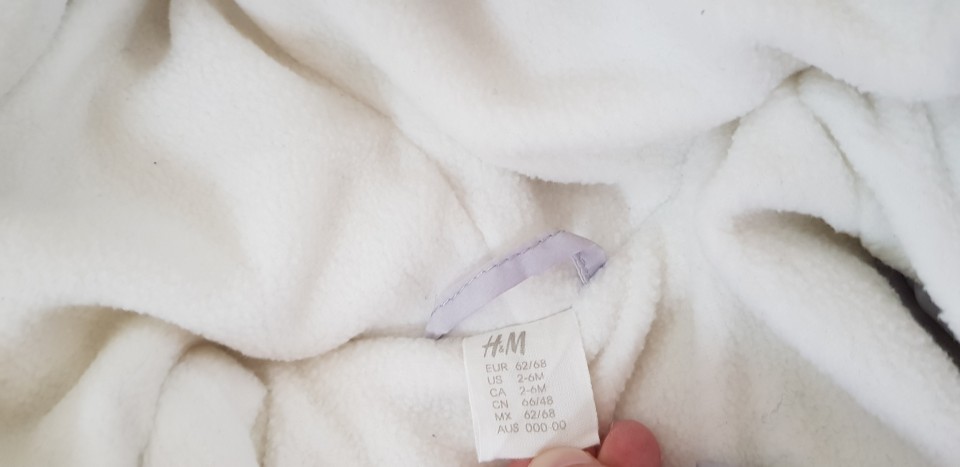 H&M
EUR 62/68
US 2-6M
CA 2-6M
CN 66/48
MX 62/68
AUS 000 00